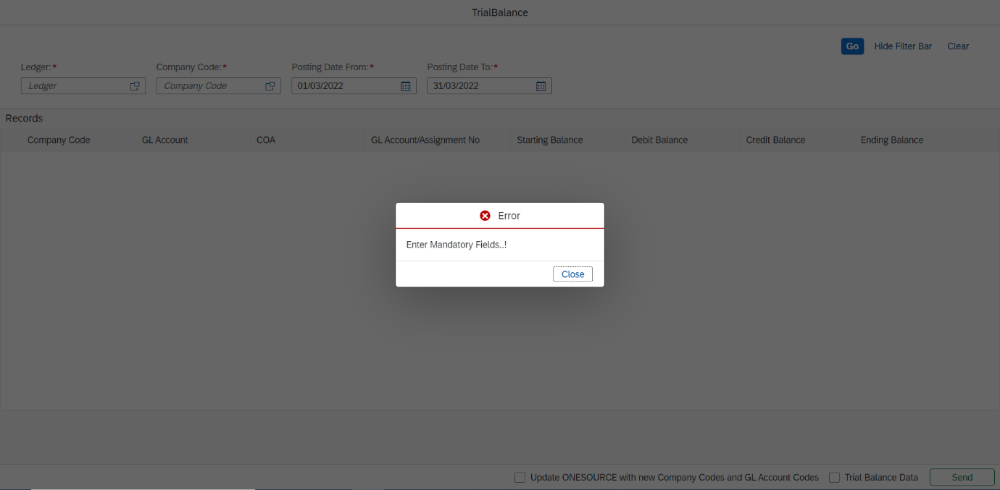 TrialBalance
Go Hide Filter Bar Clear
Ledger:* Company Code:* Posting Date From:* Posting Date To:*
Ledger Company Code 01/03/2022 31/03/2022
Records
Company Code GL Account COA GL Account/Assignment No Starting Balance Debit Balance Credit Balance Ending Balance
Error
Enter Mandatory Fields..!
Close
Update ONESOURCE with new Company Codes and GL Account Codes Trial Balance Data Send